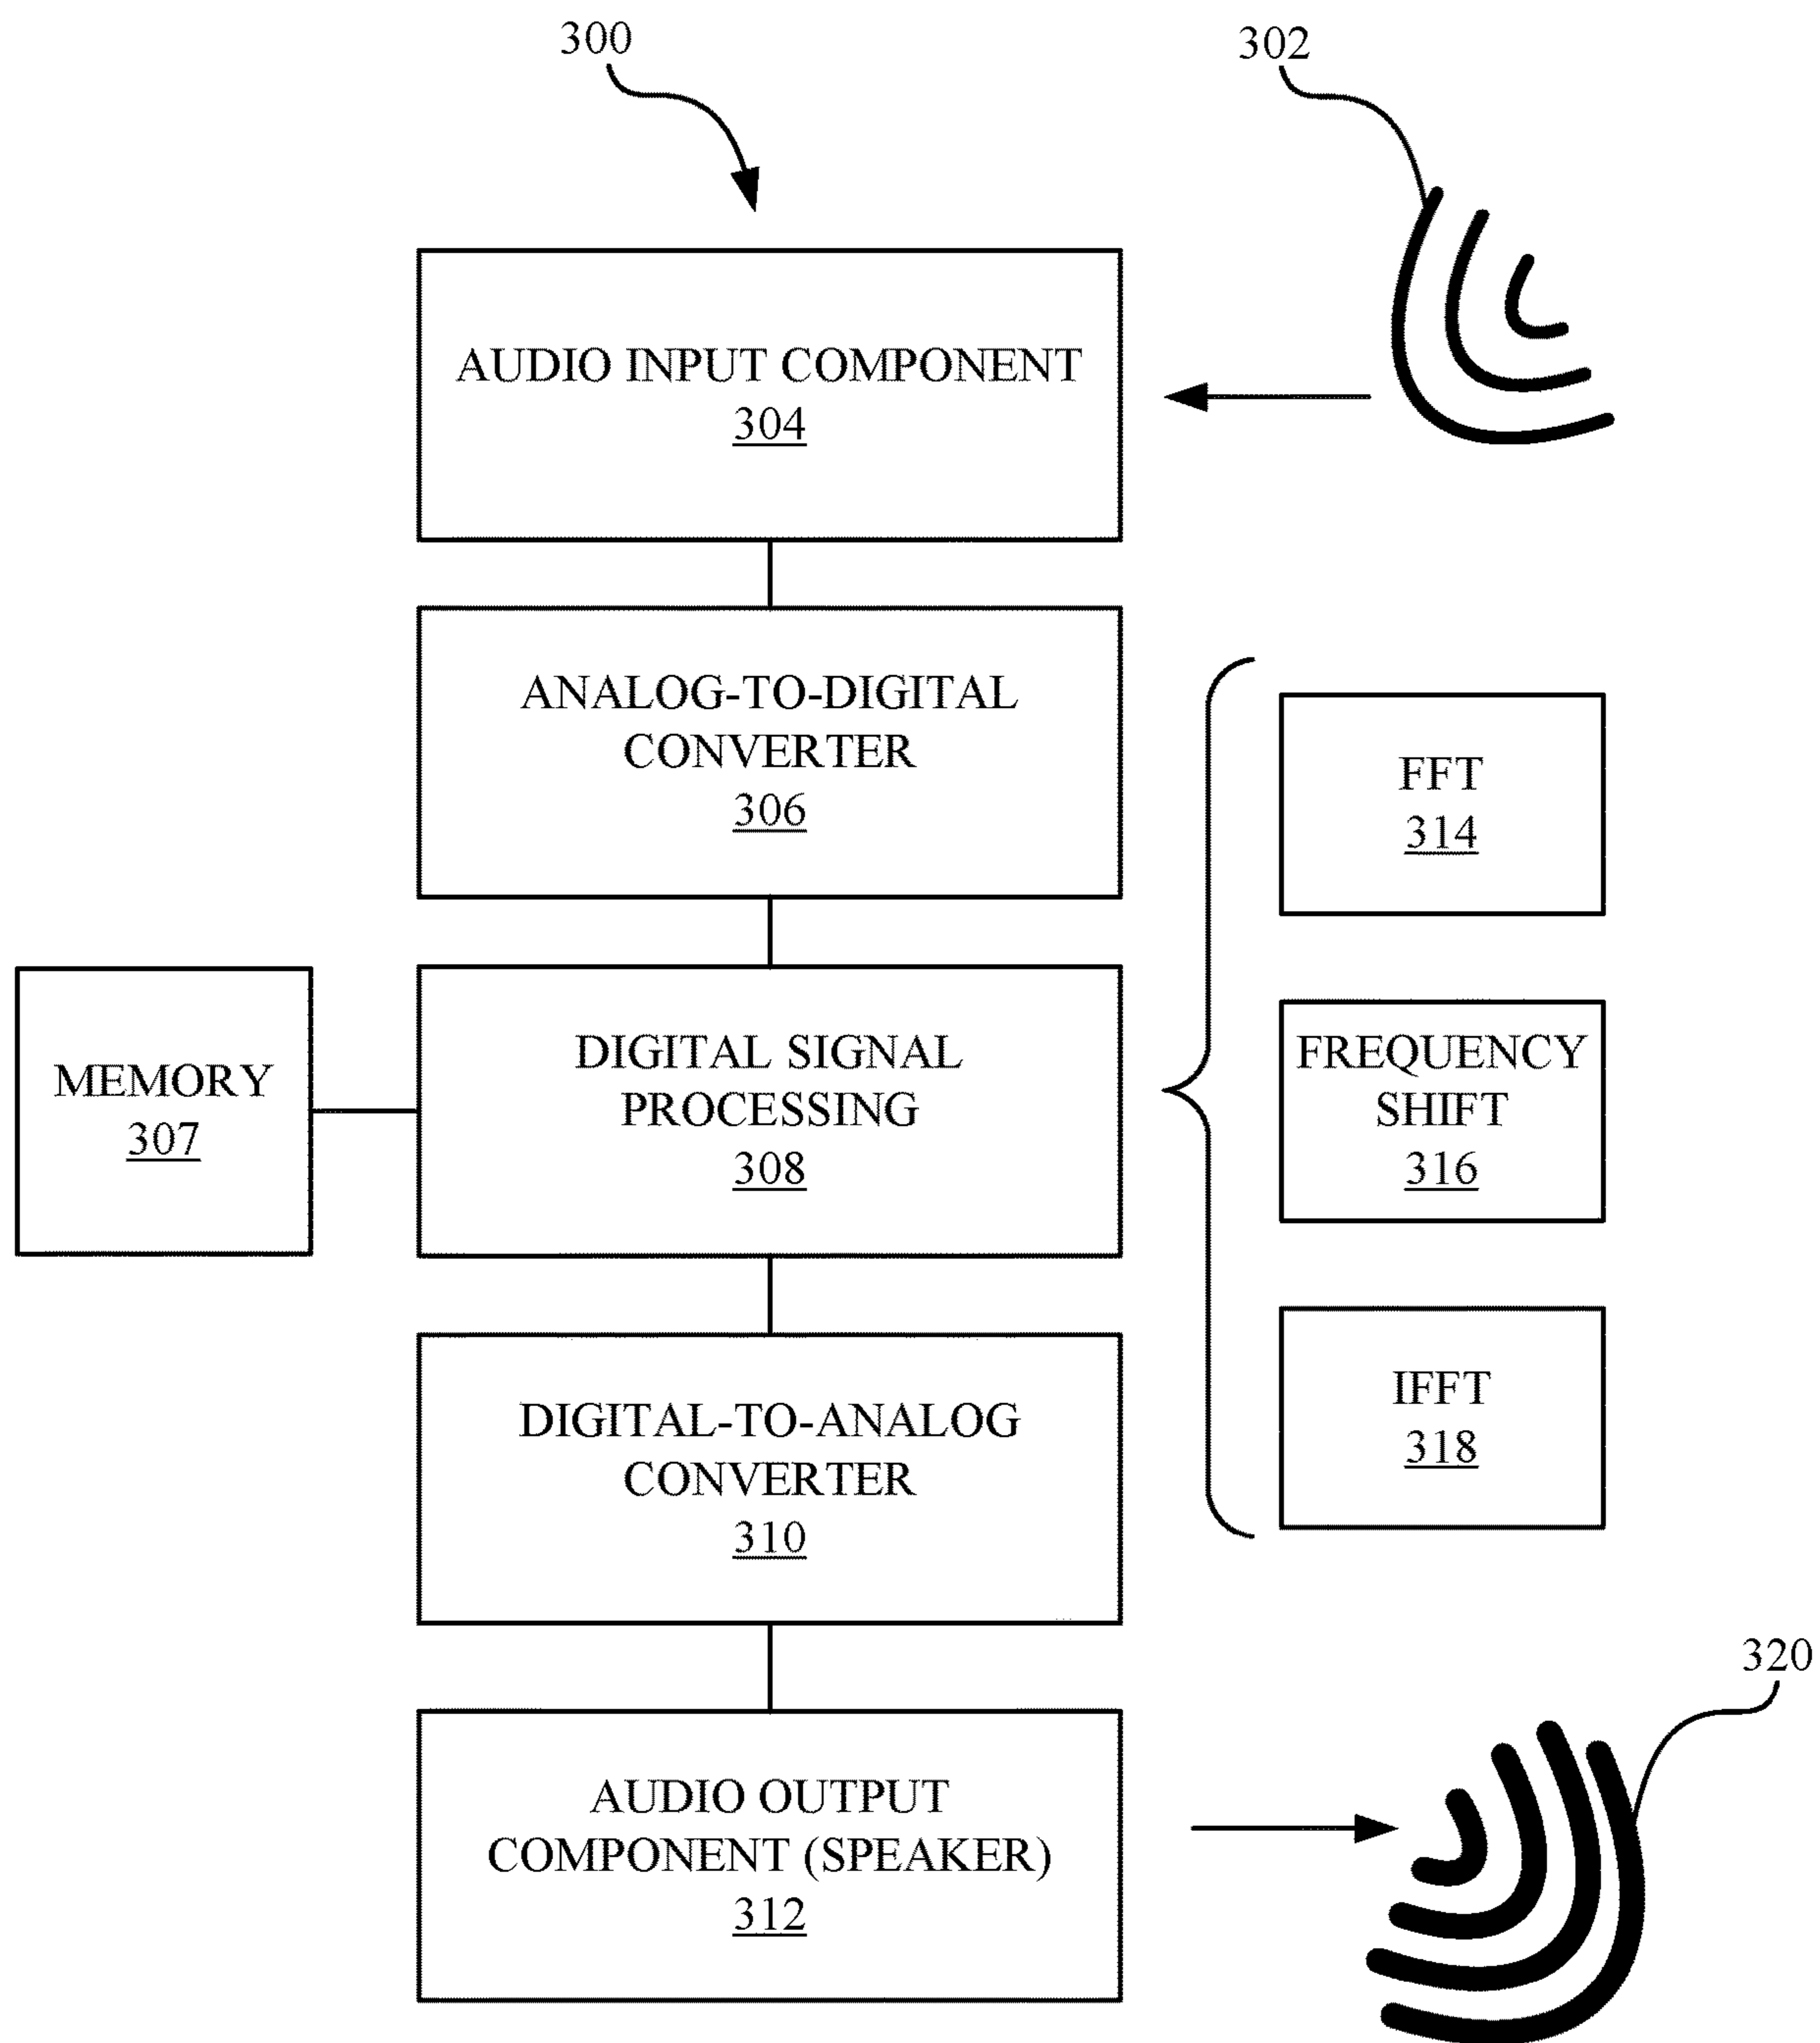 300
302
AUDIO INPUT COMPONENT
304
ANALOG-TO-DIGITAL
CONVERTER
306
FFT
314
MEMORY
307
DIGITAL SIGNAL
PROCESSING
308
FREQUENCY
SHIFT
316
DIGITAL-TO-ANALOG
CONVERTER
310
IFFT
318
AUDIO OUTPUT
COMPONENT (SPEAKER)
312
320